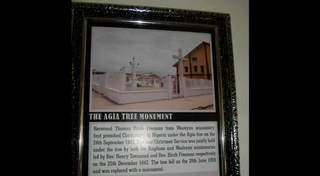 THE AGIA TREE MONUMENT
Reverend Thomas Birth Freeman from Wesleyan missionary
first preached Christianity in Nigeria under the Agia tree on the
24th September 1842. The first Christmas Service was jointly held
under the tree by both the Anglican and Wesleyan missionaries
led by Rev. Henry Townsend and Rev. Birth Freeman respectively
on the 25th December 1842. The tree fell on the 20th June 1959
and was replaced with a monument.